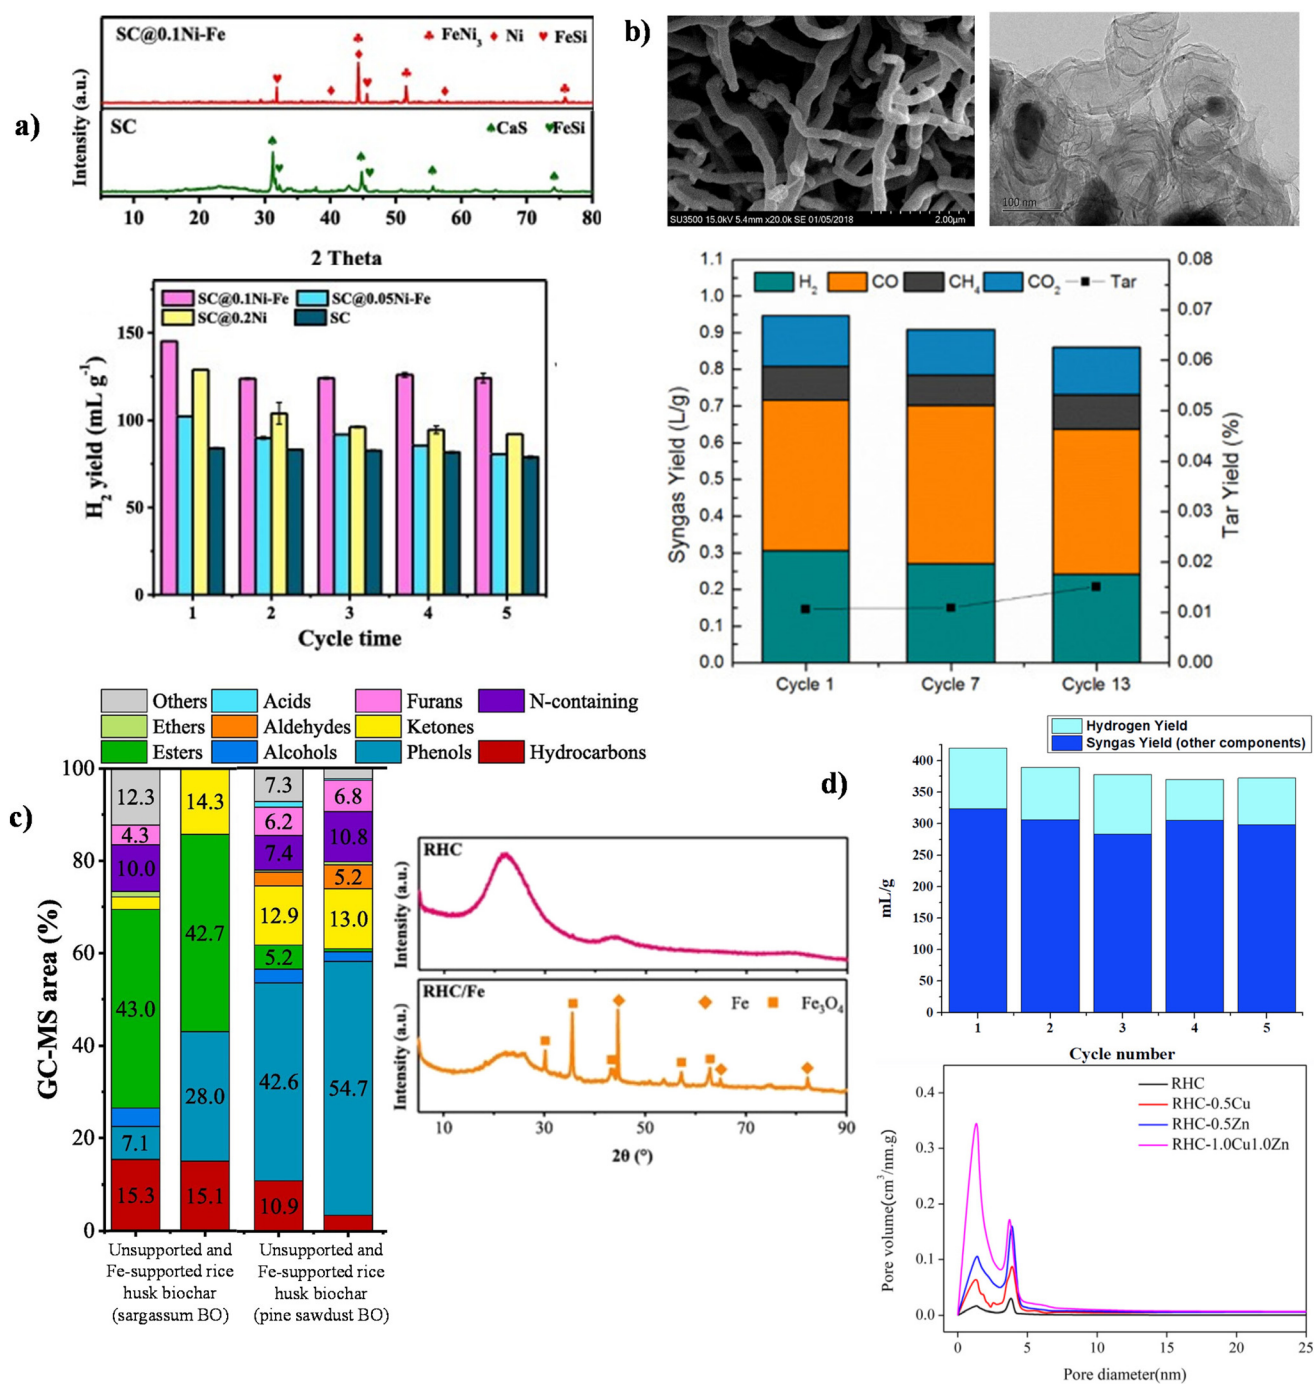 a)
SC@0.1Ni-Fe
♣ FeNi3 ♦ Ni ♥ FeSi
SC
♠CaS ♥FeSi
Intensity (a.u.)
10 20 30 40 50 60 70 80
2 Theta
SC@0.1Ni-Fe SC@0.05Ni-Fe
SC@0.2Ni SC
H2 yield (mL g-1)
150
100
50
0
1 2 3 4 5
Cycle time
b)
SU3500 15.0kV 5.4mm x20.0k SE 01/05/2018 2.00µm
100 nm
H2 CO CH4 CO2 Tar
Syngas Yield (L/g)
1.1
1.0
0.9
0.8
0.7
0.6
0.5
0.4
0.3
0.2
0.1
0.0
Tar Yield (%)
0.08
0.07
0.06
0.05
0.04
0.03
0.02
0.01
0.00
Cycle 1 Cycle 7 Cycle 13
c)
Others Acids Furans N-containing
Ethers Aldehydes Ketones
Esters Alcohols Phenols Hydrocarbons
GC-MS area (%)
100
80
60
40
20
0
12.3
4.3
10.0
43.0
7.1
15.3
14.3
42.7
28.0
15.1
7.3
6.2
7.4
12.9
5.2
42.6
10.9
6.8
10.8
5.2
13.0
54.7
Unsupported and
Fe-supported rice
husk biochar
(sargassum BO)
Unsupported and
Fe-supported rice
husk biochar
(pine sawdust BO)
RHC
Intensity (a.u.)
10 30 50 70 90
RHC/Fe
◆ Fe ■ Fe3O4
Intensity (a.u.)
10 30 50 70 90
2θ (°)
d)
Hydrogen Yield
Syngas Yield (other components)
mL/g
400
350
300
250
200
150
100
50
0
1 2 3 4 5
Cycle number
RHC
RHC-0.5Cu
RHC-0.5Zn
RHC-1.0Cu1.0Zn
Pore volume(cm3/nm.g)
0.4
0.3
0.2
0.1
0.0
0 5 10 15 20 25
Pore diameter(nm)